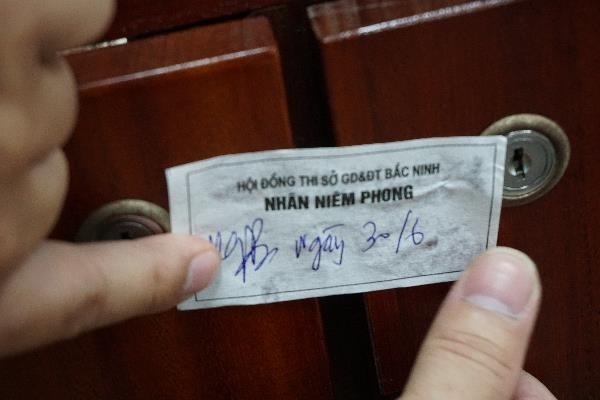 HỘI ĐỒNG THI SỞ GD&ĐT BẮC NINH
NHÃN NIÊM PHONG
ngày 30/6